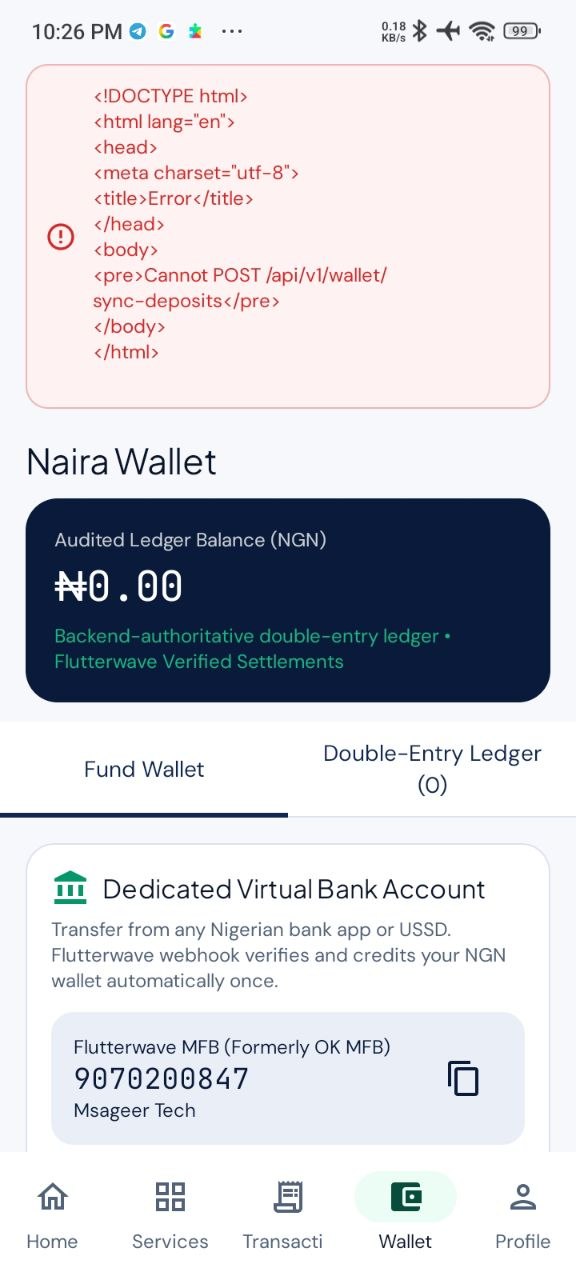 10:26 PM
0.18
KB/s
99
<!DOCTYPE html>
<html lang="en">
<head>
<meta charset="utf-8">
<title>Error</title>
</head>
<body>
<pre>Cannot POST /api/v1/wallet/
sync-deposits</pre>
</body>
</html>
Naira Wallet
Audited Ledger Balance (NGN)
₦0.00
Backend-authoritative double-entry ledger •
Flutterwave Verified Settlements
Fund Wallet
Double-Entry Ledger
(0)
Dedicated Virtual Bank Account
Transfer from any Nigerian bank app or USSD.
Flutterwave webhook verifies and credits your NGN
wallet automatically once.
Flutterwave MFB (Formerly OK MFB)
9070200847
Msageer Tech
Home
Services
Transacti
Wallet
Profile